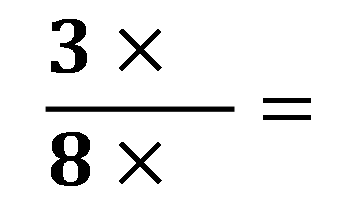 3 ×
8 × =